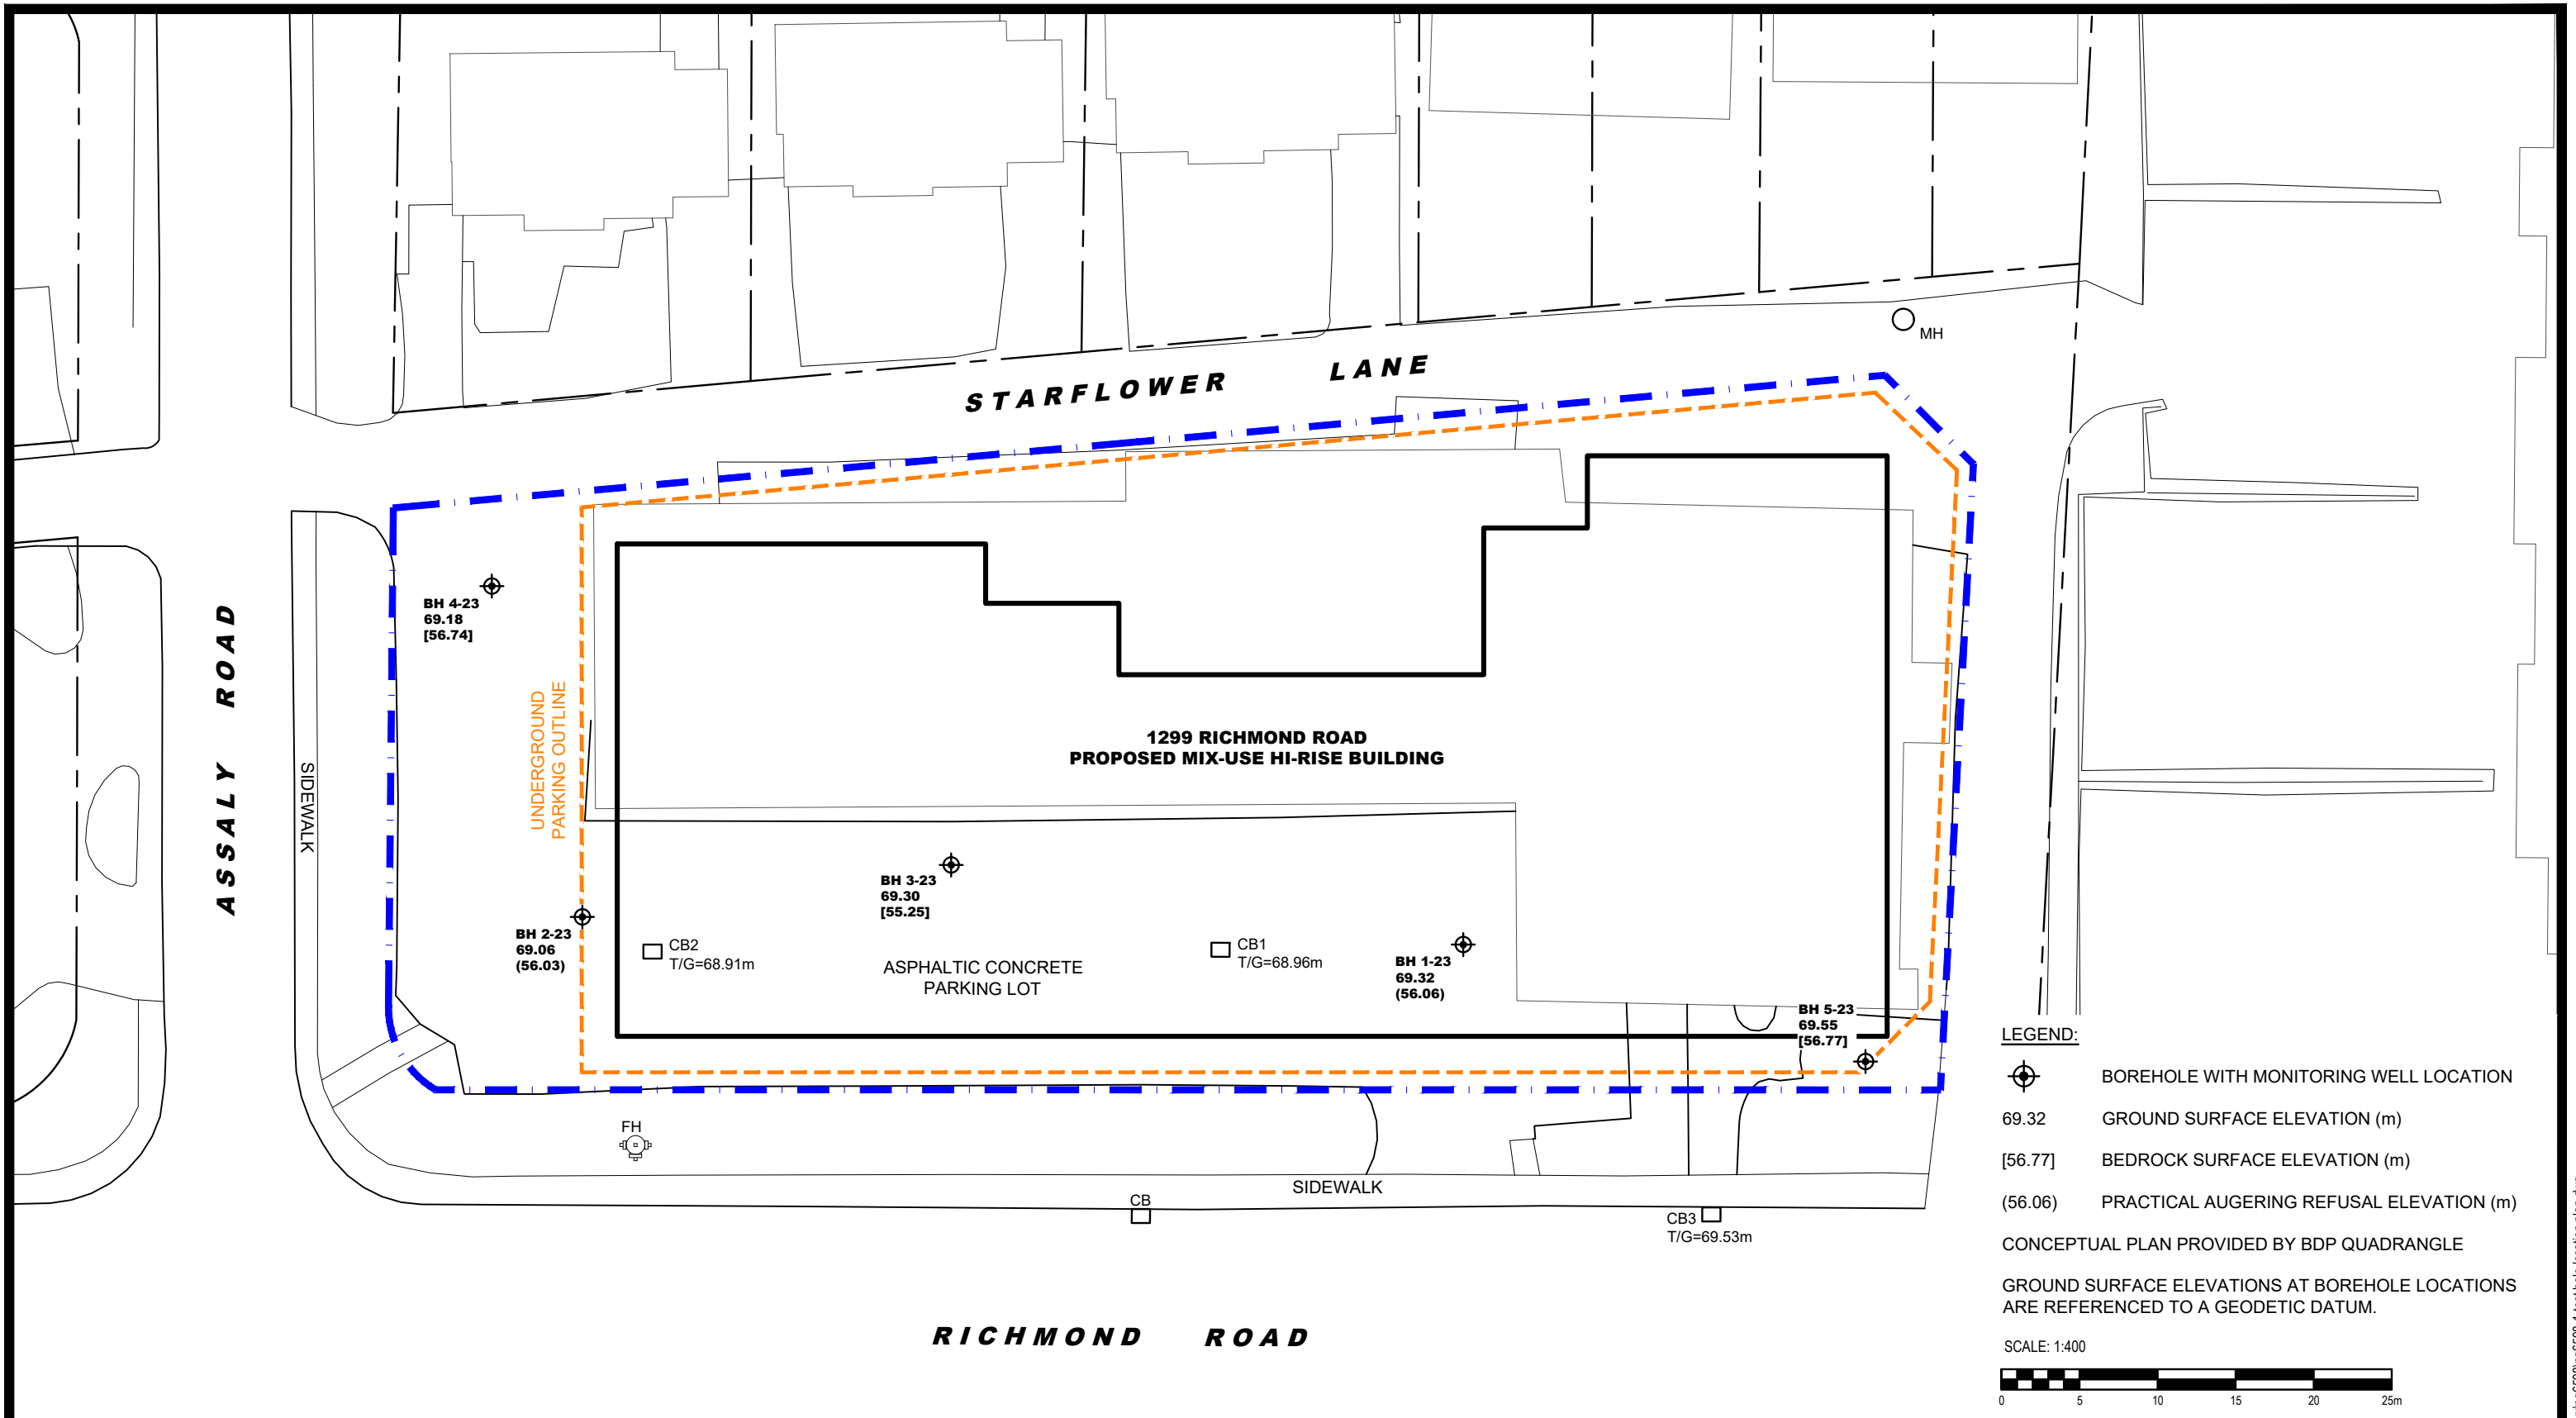 MH
STARFLOWER LANE
BH 4-23
69.18
[56.74]
ASSALY ROAD
SIDEWALK
UNDERGROUND
PARKING OUTLINE
1299 RICHMOND ROAD
PROPOSED MIX-USE HI-RISE BUILDING
BH 3-23
69.30
[55.25]
BH 2-23
69.06
(56.03)
CB2
T/G=68.91m
ASPHALTIC CONCRETE
PARKING LOT
CB1
T/G=68.96m
BH 1-23
69.32
(56.06)
BH 5-23
69.55
[56.77]
FH
SIDEWALK
CB
CB3
T/G=69.53m
RICHMOND ROAD
LEGEND:
BOREHOLE WITH MONITORING WELL LOCATION
69.32 GROUND SURFACE ELEVATION (m)
[56.77] BEDROCK SURFACE ELEVATION (m)
(56.06) PRACTICAL AUGERING REFUSAL ELEVATION (m)
CONCEPTUAL PLAN PROVIDED BY BDP QUADRANGLE
GROUND SURFACE ELEVATIONS AT BOREHOLE LOCATIONS
ARE REFERENCED TO A GEODETIC DATUM.
SCALE: 1:400
0 5 10 15 20 25m